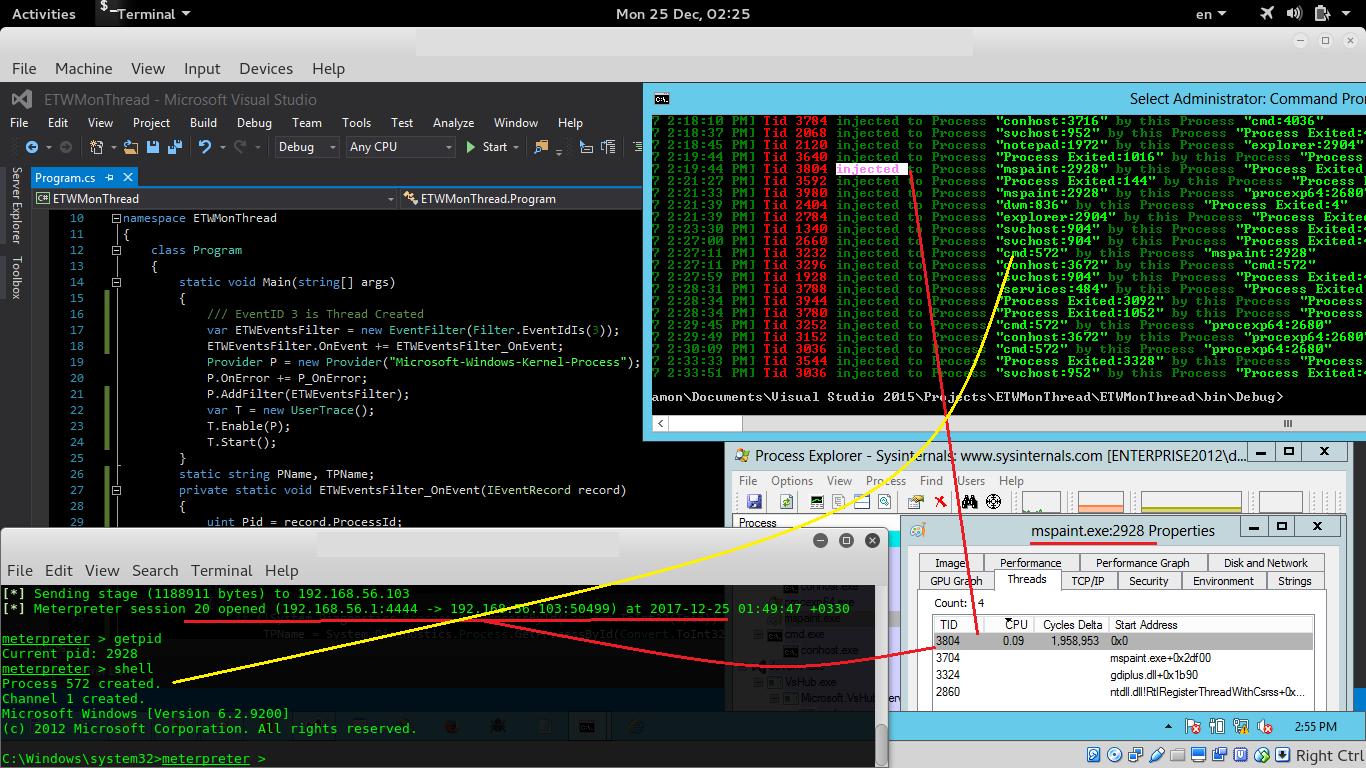 Activities
Terminal
Mon 25 Dec, 02:25
en
File Machine View Input Devices Help
ETWMonThread - Microsoft Visual Studio
File Edit View Project Build Debug Team Tools Test Analyze Window Help
Debug Any CPU Start
Server Explorer
Toolbox
Program.cs
ETWMonThread ETWMonThread.Program
10 namespace ETWMonThread
11 {
12 class Program
13 {
14 static void Main(string[] args)
15 {
16 /// EventID 3 is Thread Created
17 var ETWEventsFilter = new EventFilter(Filter.EventIdIs(3));
18 ETWEventsFilter.OnEvent += ETWEventsFilter_OnEvent;
19 Provider P = new Provider("Microsoft-Windows-Kernel-Process");
20 P.OnError += P_OnError;
21 P.AddFilter(ETWEventsFilter);
22 var T = new UserTrace();
23 T.Enable(P);
24 T.Start();
25 }
26 static string PName, TPName;
27 private static void ETWEventsFilter_OnEvent(IEventRecord record)
28 {
29 uint Pid = record.ProcessId;
Select Administrator: Command Pro
7 2:18:10 PM] Tid 3784 injected to Process "conhost:3716" by this Process "cmd:4036"
7 2:18:37 PM] Tid 2068 injected to Process "svchost:952" by this Process "Process Exited:4
7 2:18:45 PM] Tid 2120 injected to Process "notepad:1972" by this Process "explorer:2904"
7 2:19:44 PM] Tid 3640 injected to Process "Process Exited:1016" by this Process
7 2:19:44 PM] Tid 3804 injected to Process "mspaint:2928" by this Process "Process Exited:
7 2:21:27 PM] Tid 3592 injected to Process "Process Exited:144" by this Process
7 2:21:33 PM] Tid 3980 injected to Process "mspaint:2928" by this Process "procexp64:2680"
7 2:21:39 PM] Tid 2404 injected to Process "dwm:836" by this Process "Process Exited:4"
7 2:21:39 PM] Tid 2784 injected to Process "explorer:2904" by this Process "Process Exited
7 2:23:30 PM] Tid 1340 injected to Process "svchost:904" by this Process "Process Exited:4
7 2:27:00 PM] Tid 2660 injected to Process "svchost:904" by this Process "Process Exited:4
7 2:27:11 PM] Tid 3232 injected to Process "cmd:572" by this Process "mspaint:2928"
7 2:27:11 PM] Tid 3296 injected to Process "conhost:3672" by this Process "cmd:572"
7 2:27:59 PM] Tid 1928 injected to Process "svchost:904" by this Process "Process Exited:4
7 2:28:31 PM] Tid 3788 injected to Process "services:484" by this Process "Process Exited:
7 2:28:34 PM] Tid 3944 injected to Process "Process Exited:3092" by this Process
7 2:28:34 PM] Tid 3780 injected to Process "Process Exited:1052" by this Process
7 2:29:45 PM] Tid 3252 injected to Process "cmd:572" by this Process "procexp64:2680"
7 2:29:49 PM] Tid 3152 injected to Process "conhost:3672" by this Process
7 2:30:09 PM] Tid 3036 injected to Process "cmd:572" by this Process "procexp64:2680"
7 2:33:33 PM] Tid 3544 injected to Process "Process Exited:3328" by this Process
7 2:33:51 PM] Tid 3036 injected to Process "svchost:952" by this Process "Process Exited:4
amon\Documents\Visual Studio 2015\Projects\ETWMonThread\ETWMonThread\bin\Debug>
Process Explorer - Sysinternals: www.sysinternals.com [ENTERPRISE2012\d...
File Options View Process Find Users Help
Process
mspaint.exe:2928 Properties
Image Performance Performance Graph Disk and Network
GPU Graph Threads TCP/IP Security Environment Strings
Count: 4
TID CPU Cycles Delta Start Address
3804 0.09 1,958,953 0x0
3704 mspaint.exe+0x2df00
3324 gdiplus.dll+0x1b90
2860 ntdll.dll!RtlRegisterThreadWithCsrss+0x...
File Edit View Search Terminal Help
[*] Sending stage (1188911 bytes) to 192.168.56.103
[*] Meterpreter session 20 opened (192.168.56.1:4444 -> 192.168.56.103:50499) at 2017-12-25 01:49:47 +0330
meterpreter > getpid
Current pid: 2928
meterpreter > shell
Process 572 created.
Channel 1 created.
Microsoft Windows [Version 6.2.9200]
(c) 2012 Microsoft Corporation. All rights reserved.
C:\Windows\system32>meterpreter >
cmd.exe
conhost.exe
VsHub.exe
2:55 PM
Right Ctrl